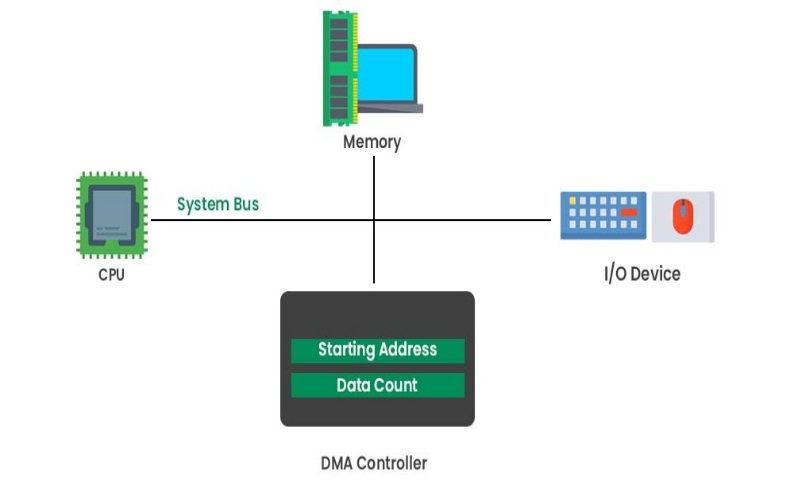 Memory
System Bus
CPU
I/O Device
Starting Address
Data Count
DMA Controller